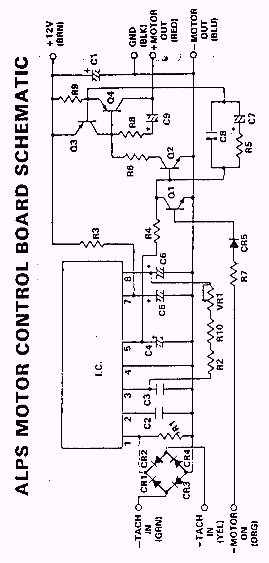 ALPS MOTOR CONTROL BOARD SCHEMATIC
+12V
(BRN)
GND
(BLK)
+MOTOR
OUT
(RED)
-MOTOR
OUT
(BLU)
C1
R9
Q4
Q3
R8
C9
R6
Q2
C8
C7
R5
Q1
R4
R3
I.C.
1
2
3
4
5
7
8
C2
C3
C4
C5
C6
VR1
R10
R2
CR5
R7
R1
CR1
CR2
CR3
CR4
-TACH
IN
(GRN)
-TACH
IN
(YEL)
-MOTOR
ON
(ORG)